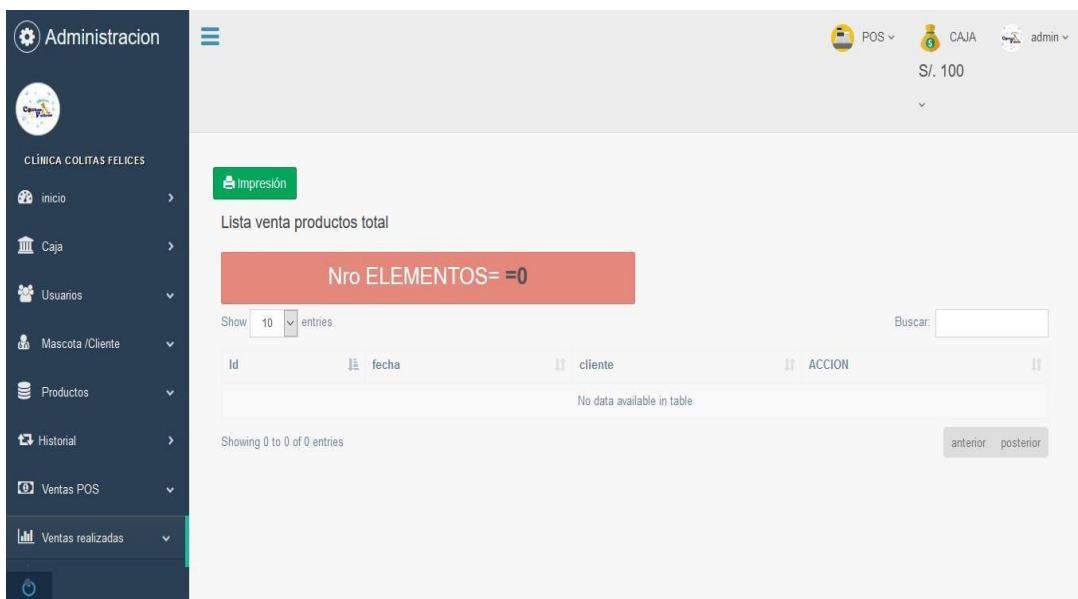 Administracion
POS
CAJA
admin
S/. 100
CLÍNICA COLITAS FELICES
inicio
Caja
Usuarios
Mascota /Cliente
Productos
Historial
Ventas POS
Ventas realizadas
Impresión
Lista venta productos total
Nro ELEMENTOS= =0
Show 10 entries
Buscar:
Id fecha cliente ACCION
No data available in table
Showing 0 to 0 of 0 entries
anterior posterior